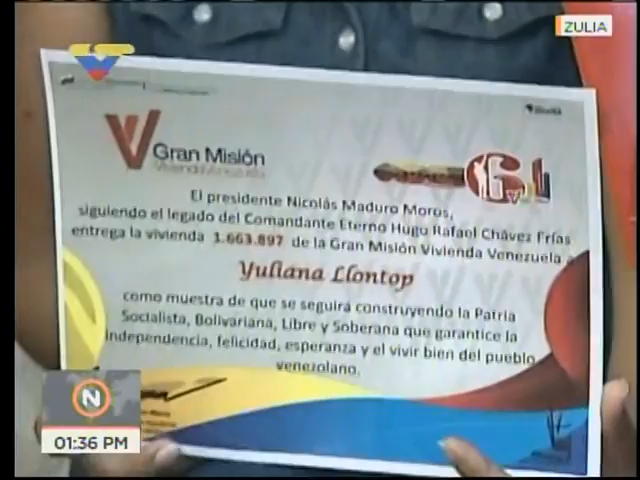 ZULIA
Gran Misión
Vivienda Venezuela
El presidente Nicolás Maduro Moros,
siguiendo el legado del Comandante Eterno Hugo Rafael Chávez Frías
entrega la vivienda 1.663.897 de la Gran Misión Vivienda Venezuela a
Yuliana Llontop
como muestra de que se seguirá construyendo la Patria
Socialista, Bolivariana, Libre y Soberana que garantice la
independencia, felicidad, esperanza y el vivir bien del pueblo
venezolano.
N
01:36 PM